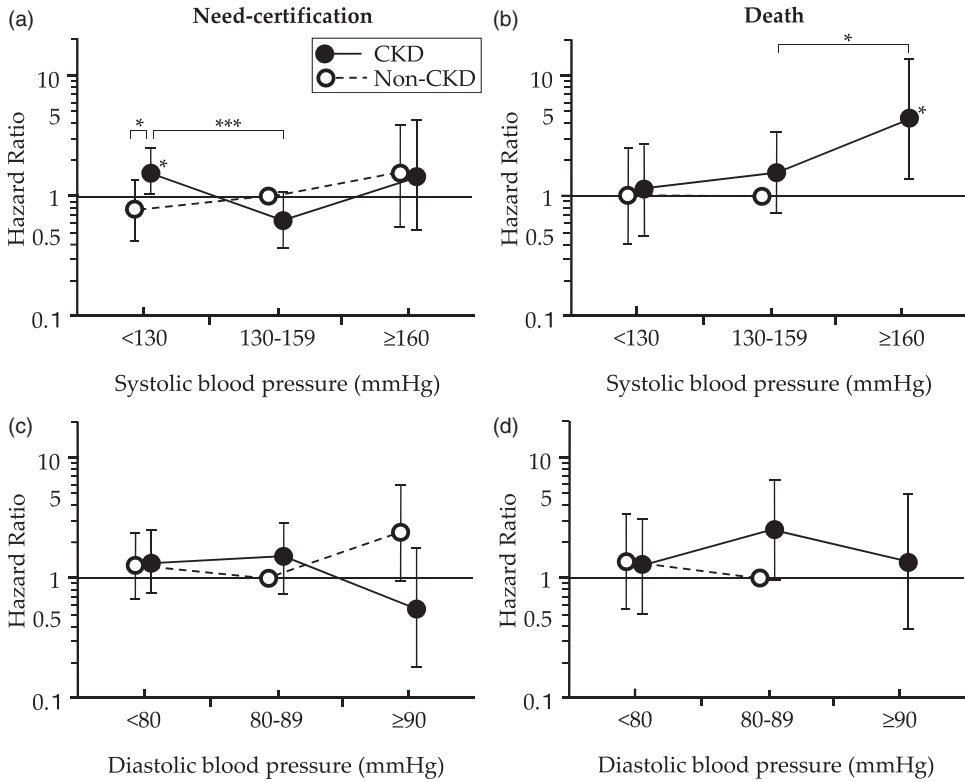 (a)
Need-certification
CKD
Non-CKD
10
5
1
0.5
0.1
Hazard Ratio
*
***
*
<130
130-159
≥160
Systolic blood pressure (mmHg)
(b)
Death
10
5
1
0.5
0.1
Hazard Ratio
*
*
<130
130-159
≥160
Systolic blood pressure (mmHg)
(c)
10
5
1
0.5
0.1
Hazard Ratio
<80
80-89
≥90
Diastolic blood pressure (mmHg)
(d)
10
5
1
0.5
0.1
Hazard Ratio
<80
80-89
≥90
Diastolic blood pressure (mmHg)